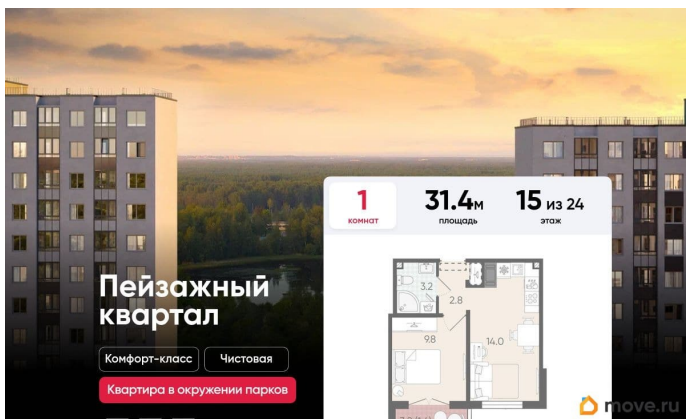 1
комнат
31.4м
площадь
15 из 24
этаж
Пейзажный
квартал
Комфорт-класс
Чистовая
Квартира в окружении парков
3.2
2.8
9.8
14.0
move.ru